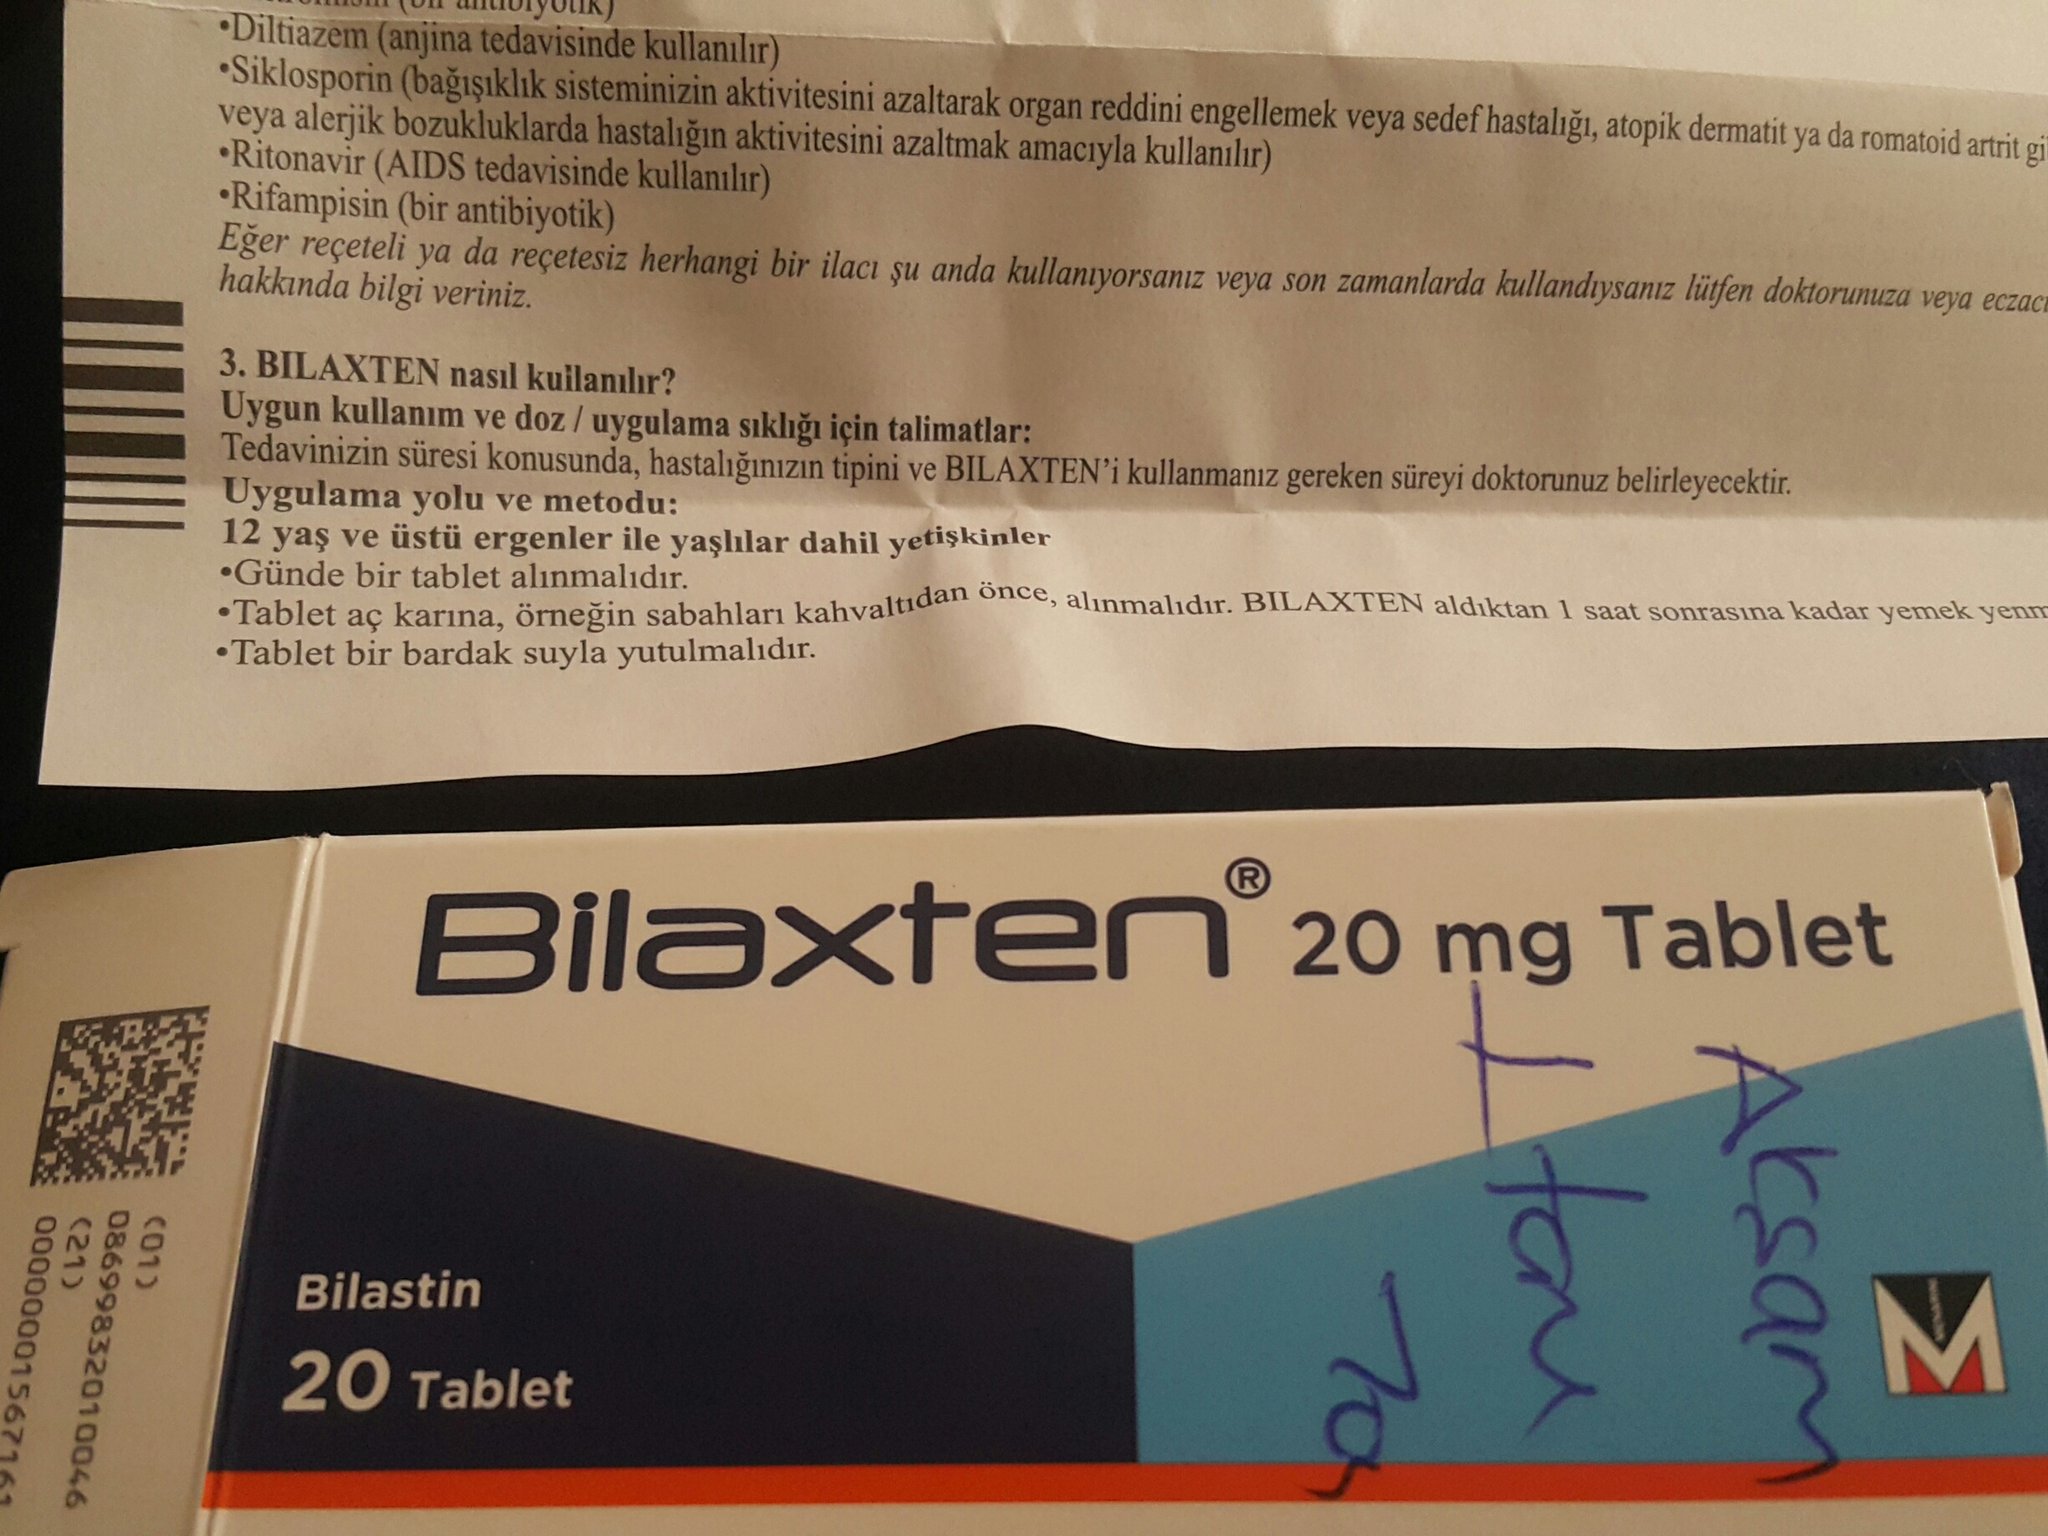 •Diltiazem (anjina tedavisinde kullanılır)
•Siklosporin (bağışıklık sisteminizin aktivitesini azaltarak organ reddini engellemek veya sedef hastalığı, atopik dermatit ya da romatoid artrit
veya alerjik bozukluklarda hastalığın aktivitesini azaltmak amacıyla kullanılır)
•Ritonavir (AIDS tedavisinde kullanılır)
•Rifampisin (bir antibiyotik)
Eğer reçeteli ya da reçetesiz herhangi bir ilacı şu anda kullanıyorsanız veya son zamanlarda kullandıysanız lütfen doktorunuza veya
hakkında bilgi veriniz.
3. BILAXTEN nasıl kullanılır?
Uygun kullanım ve doz / uygulama sıklığı için talimatlar:
Tedavinizin süresi konusunda, hastalığınızın tipini ve BILAXTEN’i kullanmanız gereken süreyi doktorunuz belirleyecektir.
Uygulama yolu ve metodu:
12 yaş ve üstü ergenler ile yaşlılar dahil yetişkinler
•Günde bir tablet alınmalıdır.
•Tablet aç karına, örneğin sabahları kahvaltıdan önce, alınmalıdır. BILAXTEN aldıktan 1 saat sonrasına kadar yemek
•Tablet bir bardak suyla yutulmalıdır.
Bilaxten® 20 mg Tablet
Bilastin
20 Tablet
Akşam
MENARINI
(01)
08699832010046
(21)